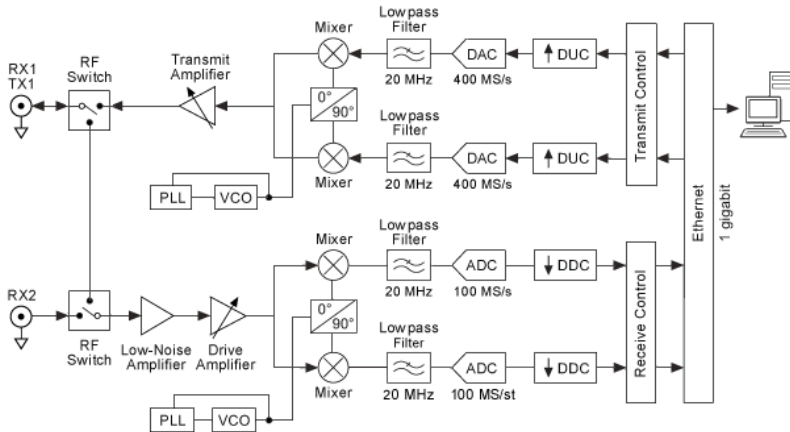 RX1
TX1
RF
Switch
Transmit
Amplifier
Mixer
Lowpass
Filter
20 MHz
DAC
400 MS/s
DUC
0°
90°
Mixer
Lowpass
Filter
20 MHz
DAC
400 MS/s
DUC
Transmit Control
PLL
VCO
Ethernet
1 gigabit
RX2
RF
Switch
Low-Noise
Amplifier
Drive
Amplifier
Mixer
Lowpass
Filter
20 MHz
ADC
100 MS/s
DDC
0°
90°
Mixer
Lowpass
Filter
20 MHz
ADC
100 MS/st
DDC
Receive Control
PLL
VCO